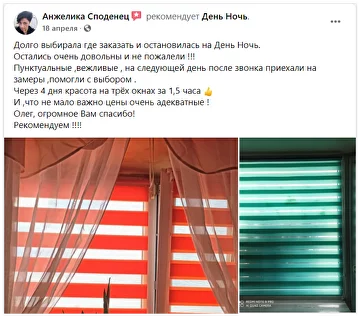 Анжелика Споденец рекомендует День Ночь.
18 апреля ·
Долго выбирала где заказать и остановилась на День Ночь.
Остались очень довольны и не пожалели !!!
Пунктуальные ,вежливые , на следующей день после звонка приехали на
замеры ,помогли с выбором .
Через 4 дня красота на трёх окнах за 1,5 часа 👍
И ,что не мало важно цены очень адекватные !
Олег, огромное Вам спасибо!
Рекомендуем !!!!